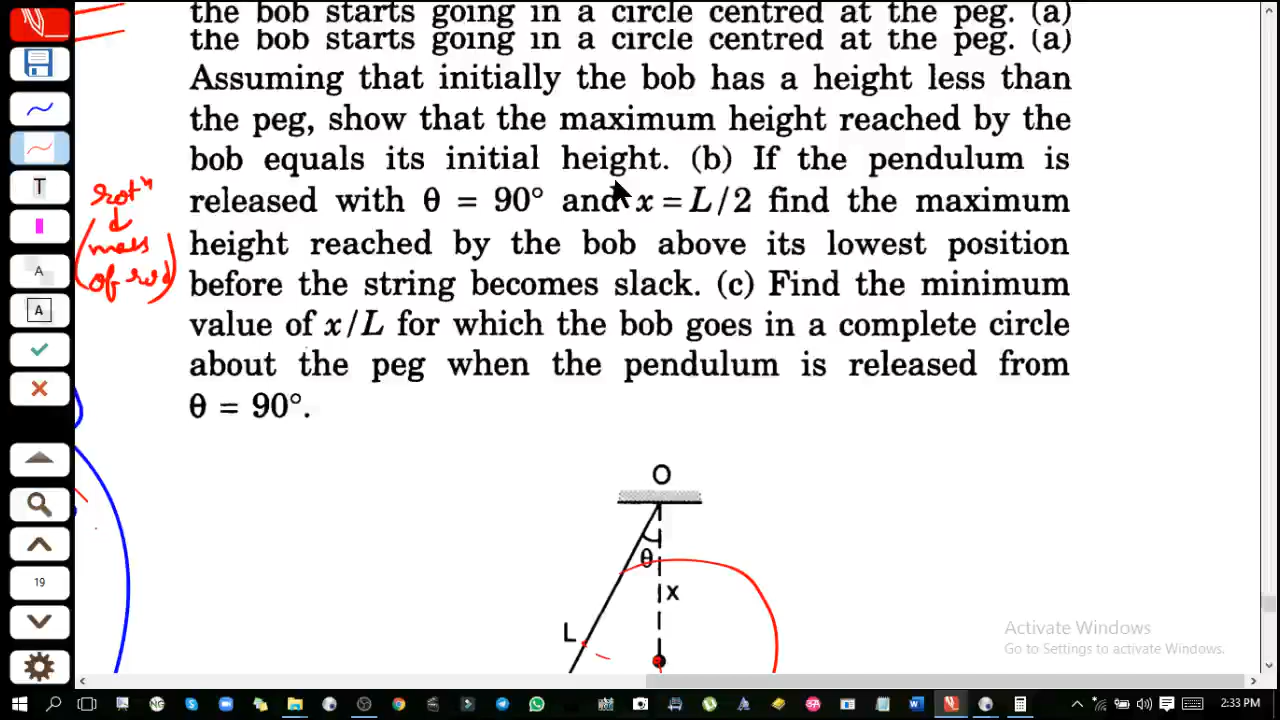 the bob starts going in a circle centred at the peg. (a)
the bob starts going in a circle centred at the peg. (a)
Assuming that initially the bob has a height less than
the peg, show that the maximum height reached by the
bob equals its initial height. (b) If the pendulum is
released with θ = 90° and x = L/2 find the maximum
height reached by the bob above its lowest position
before the string becomes slack. (c) Find the minimum
value of x/L for which the bob goes in a complete circle
about the peg when the pendulum is released from
θ = 90°.
rotⁿ
mass
of rod
T
A
A
19
O
θ
x
L
Activate Windows
Go to Settings to activate Windows.
2:33 PM